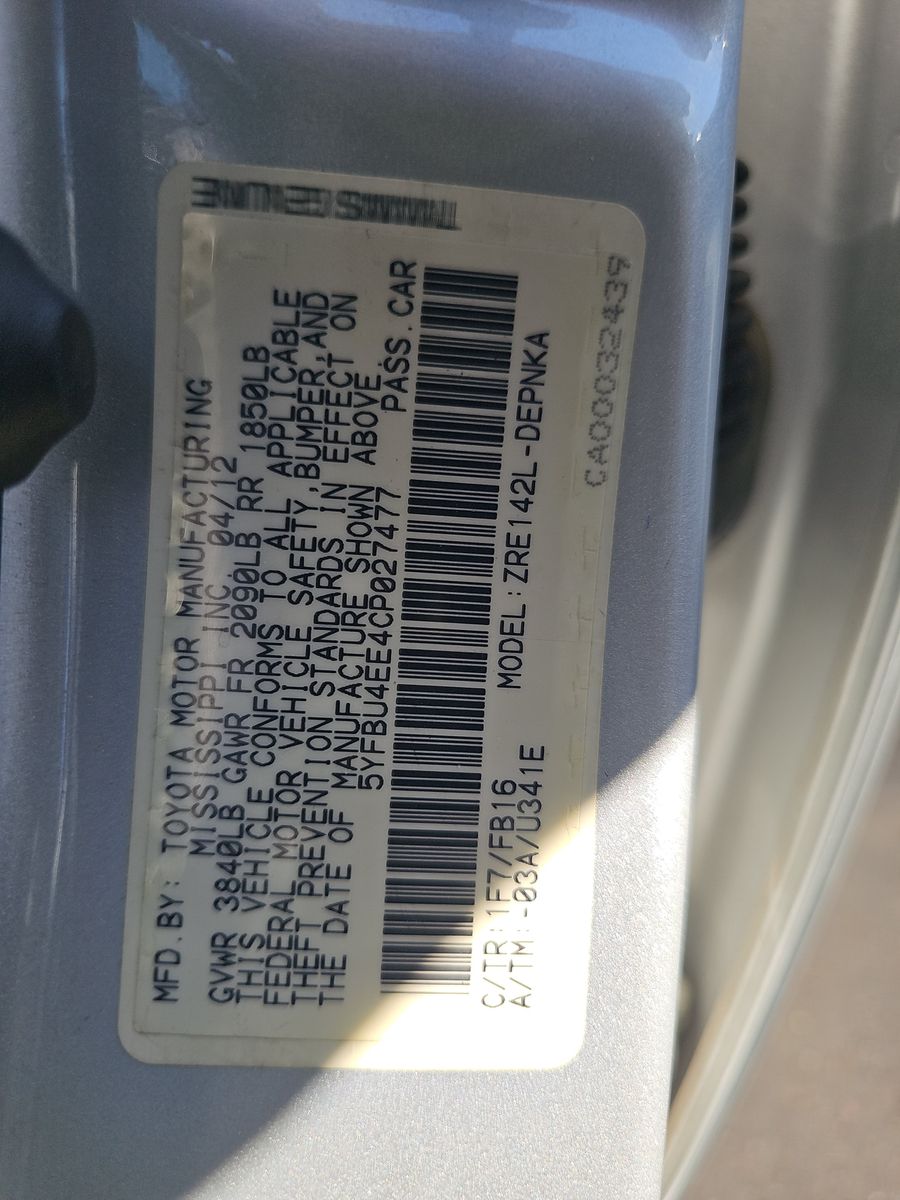 MFD.BY: TOYOTA MOTOR MANUFACTURING
MISSISSIPPI INC. 04/12
GVWR 3840LB GAWR FR 2090LB RR 1850LB
THIS VEHICLE CONFORMS TO ALL APPLICABLE
FEDERAL MOTOR VEHICLE SAFETY,BUMPER,AND
THEFT PREVENTION STANDARDS IN EFFECT ON
THE DATE OF MANUFACTURE SHOWN ABOVE.
5YFBU4EE4CP027477 PASS.CAR
MODEL:ZRE142L-DEPNKA
C/TR:1F7/FB16
A/TM:-03A/U341E
CA00032439